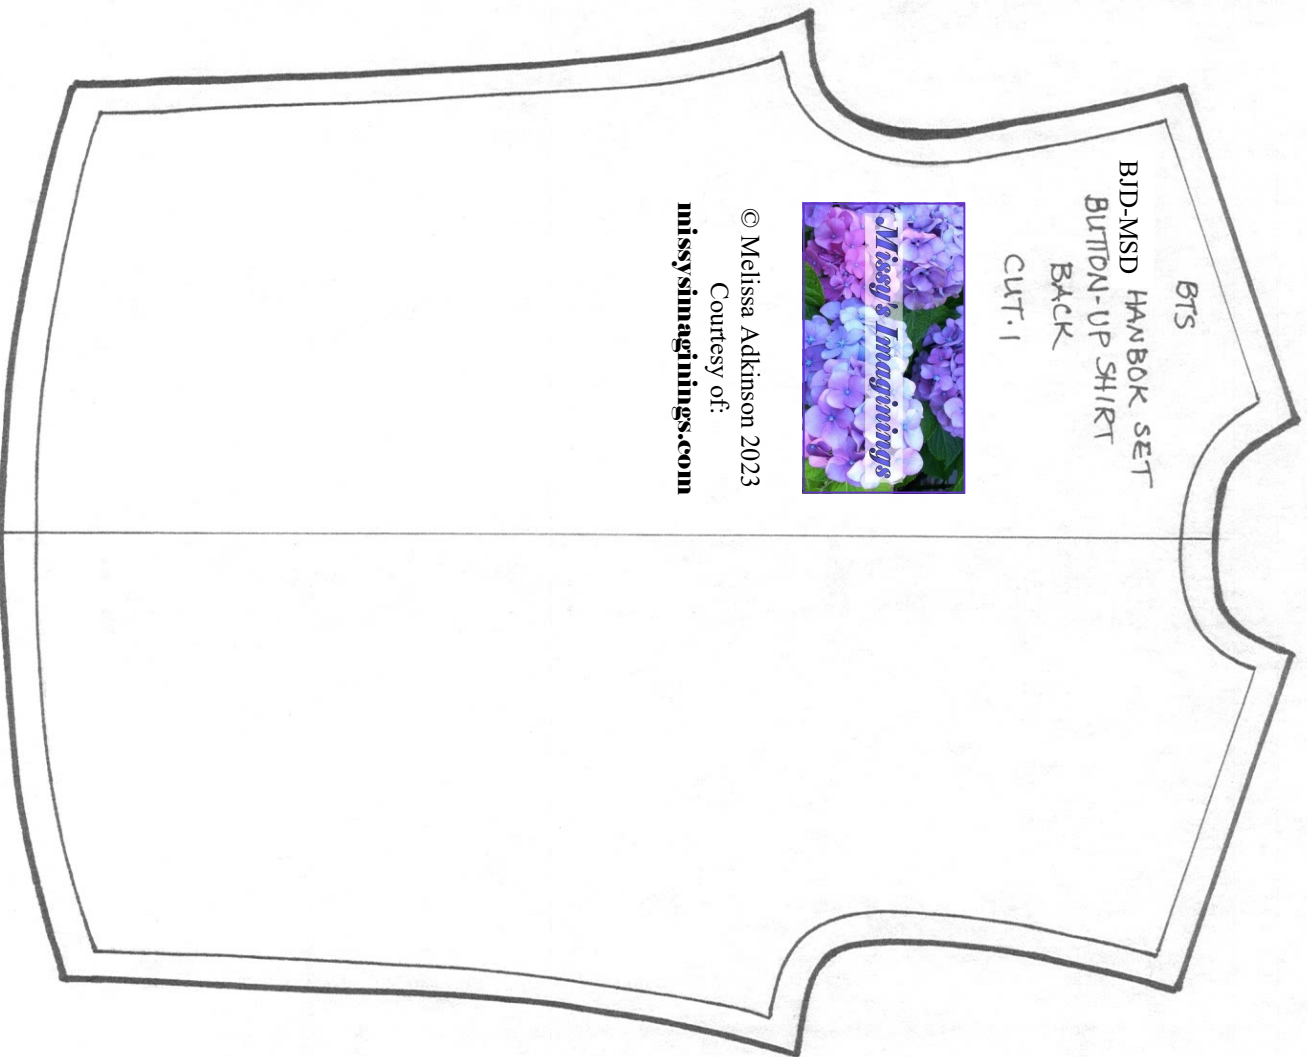 BTS
BJD-MSD HANBOK SET
BUTTON-UP SHIRT
BACK
CUT·1
Missy's Imaginings
© Melissa Adkinson 2023
Courtesy of:
missysimaginings.com